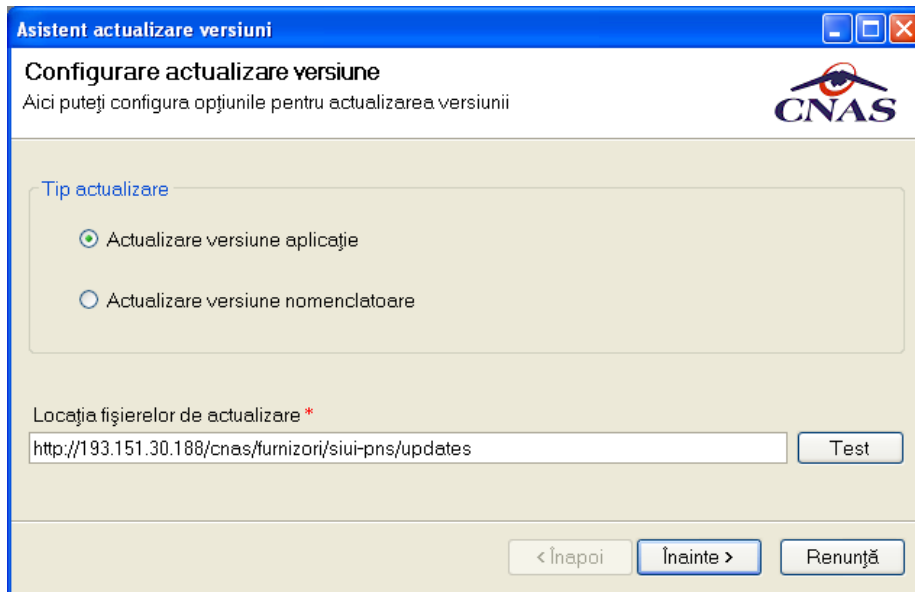 Asistent actualizare versiuni
Configurare actualizare versiune
Aici puteţi configura opţiunile pentru actualizarea versiunii
CNAS
Tip actualizare
Actualizare versiune aplicaţie
Actualizare versiune nomenclatoare
Locaţia fişierelor de actualizare *
http://193.151.30.188/cnas/furnizori/siui-pns/updates
Test
< Înapoi
Înainte >
Renunţă